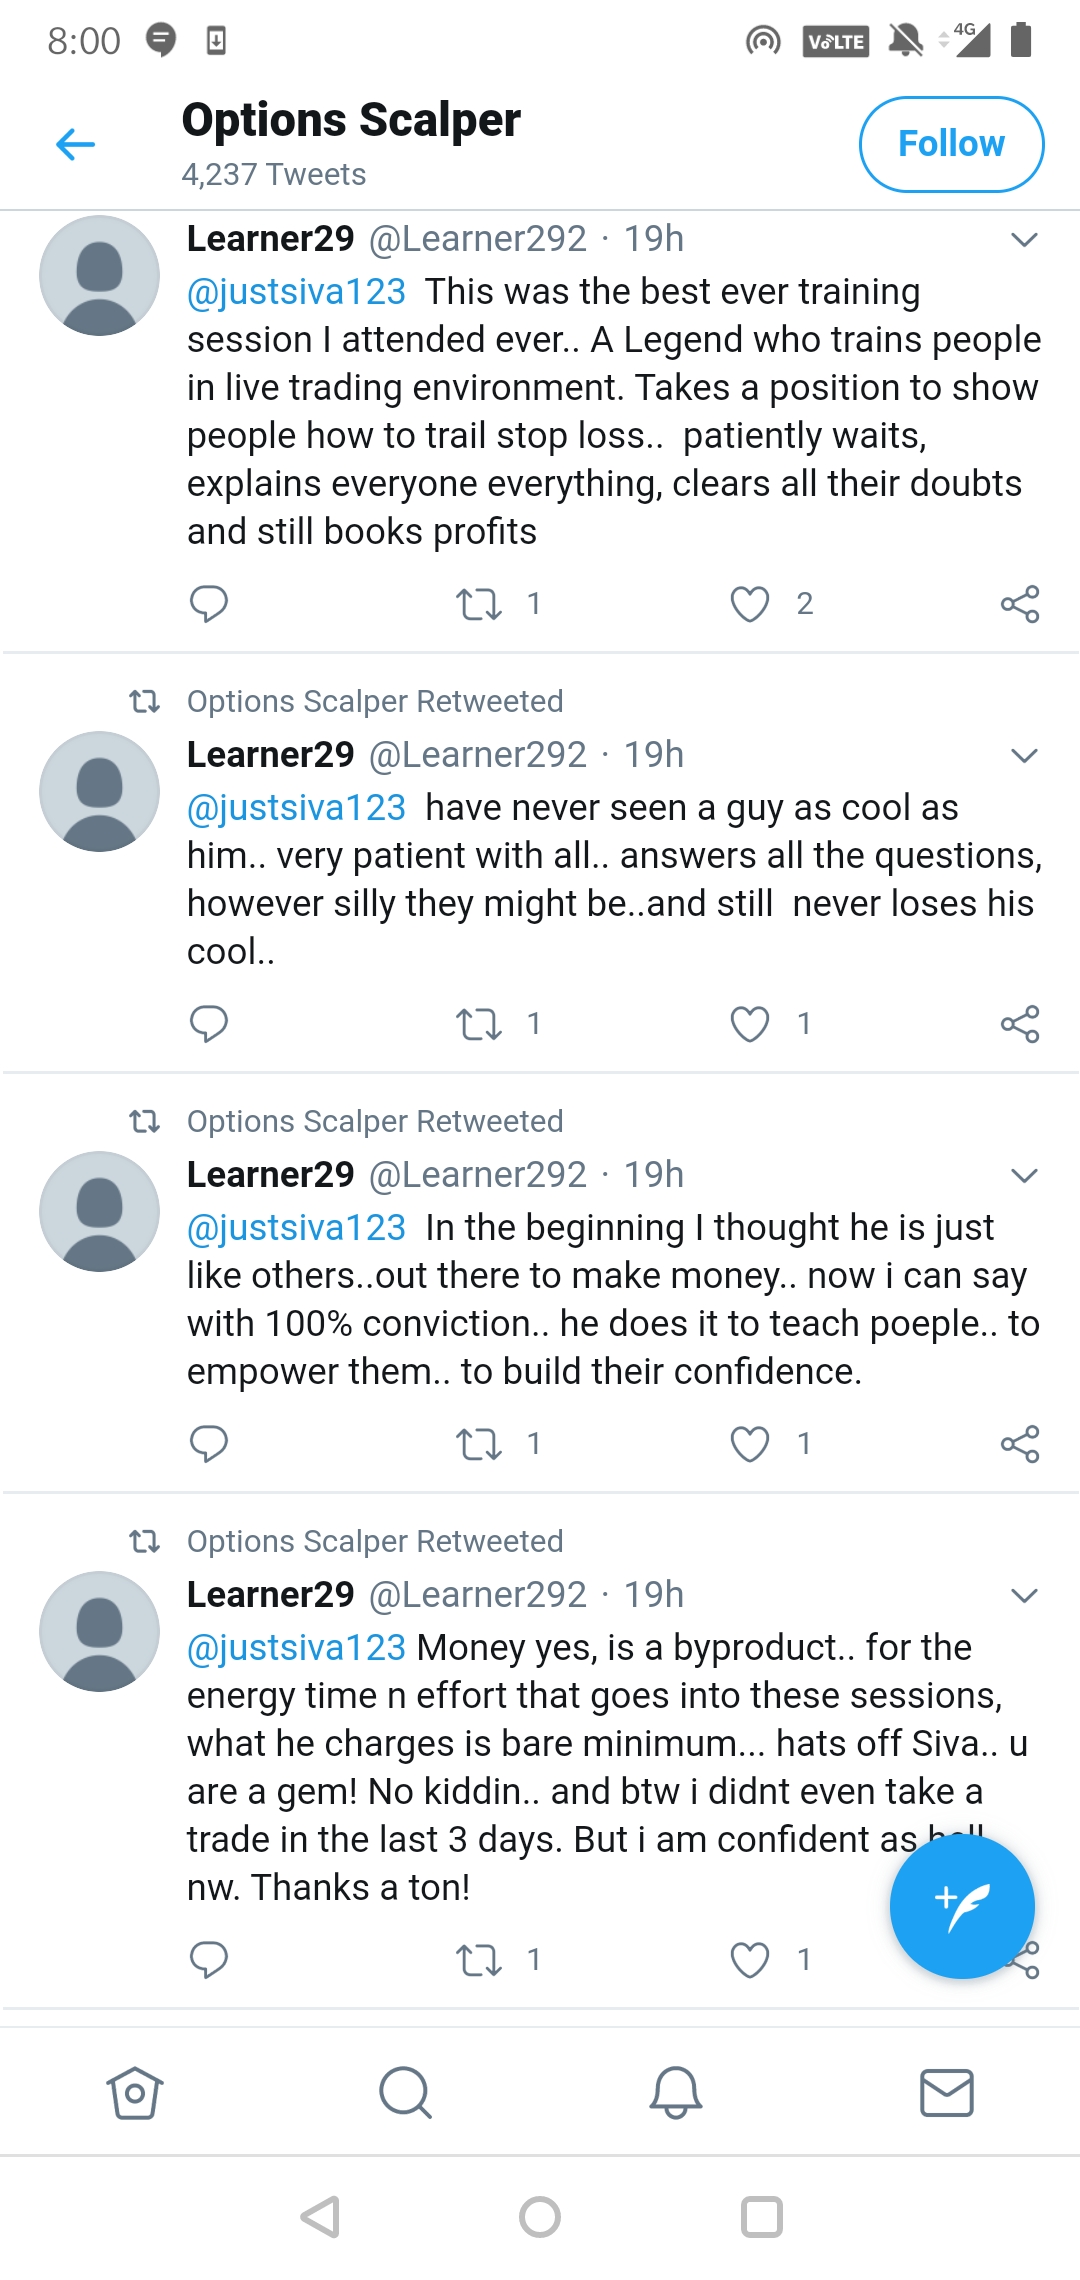 8:00
VoLTE
4G
Options Scalper
4,237 Tweets
Follow
Learner29 @Learner292 · 19h
@justsiva123 This was the best ever training
session I attended ever.. A Legend who trains people
in live trading environment. Takes a position to show
people how to trail stop loss.. patiently waits,
explains everyone everything, clears all their doubts
and still books profits
1
2
Options Scalper Retweeted
Learner29 @Learner292 · 19h
@justsiva123 have never seen a guy as cool as
him.. very patient with all.. answers all the questions,
however silly they might be..and still never loses his
cool..
1
1
Options Scalper Retweeted
Learner29 @Learner292 · 19h
@justsiva123 In the beginning I thought he is just
like others..out there to make money.. now i can say
with 100% conviction.. he does it to teach poeple.. to
empower them.. to build their confidence.
1
1
Options Scalper Retweeted
Learner29 @Learner292 · 19h
@justsiva123 Money yes, is a byproduct.. for the
energy time n effort that goes into these sessions,
what he charges is bare minimum... hats off Siva.. u
are a gem! No kiddin.. and btw i didnt even take a
trade in the last 3 days. But i am confident as hell
nw. Thanks a ton!
1
1